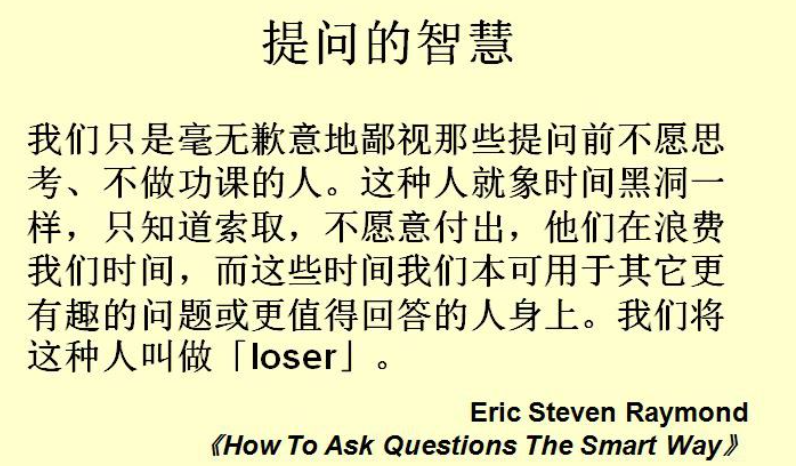 提问的智慧
我们只是毫无歉意地鄙视那些提问前不愿思
考、不做功课的人。这种人就象时间黑洞一
样，只知道索取，不愿意付出，他们在浪费
我们时间，而这些时间我们本可用于其它更
有趣的问题或更值得回答的人身上。我们将
这种人叫做「loser」。
Eric Steven Raymond
《How To Ask Questions The Smart Way》